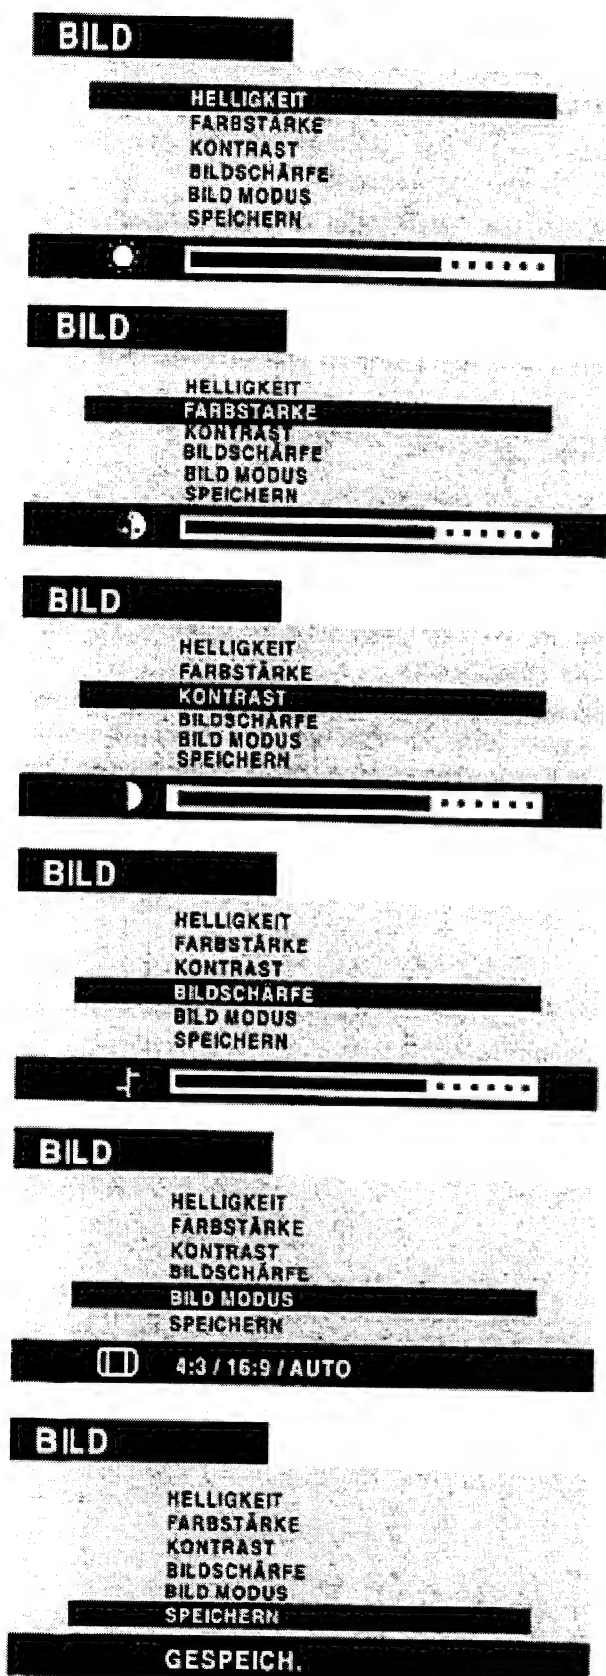 BILD
HELLIGKEIT
FARBSTÄRKE
KONTRAST
BILDSCHÄRFE
BILD MODUS
SPEICHERN
BILD
HELLIGKEIT
FARBSTÄRKE
KONTRAST
BILDSCHÄRFE
BILD MODUS
SPEICHERN
BILD
HELLIGKEIT
FARBSTÄRKE
KONTRAST
BILDSCHÄRFE
BILD MODUS
SPEICHERN
BILD
HELLIGKEIT
FARBSTÄRKE
KONTRAST
BILDSCHÄRFE
BILD MODUS
SPEICHERN
BILD
HELLIGKEIT
FARBSTÄRKE
KONTRAST
BILDSCHÄRFE
BILD MODUS
SPEICHERN
4:3 / 16:9 / AUTO
BILD
HELLIGKEIT
FARBSTÄRKE
KONTRAST
BILDSCHÄRFE
BILD MODUS
SPEICHERN
GESPEICH.